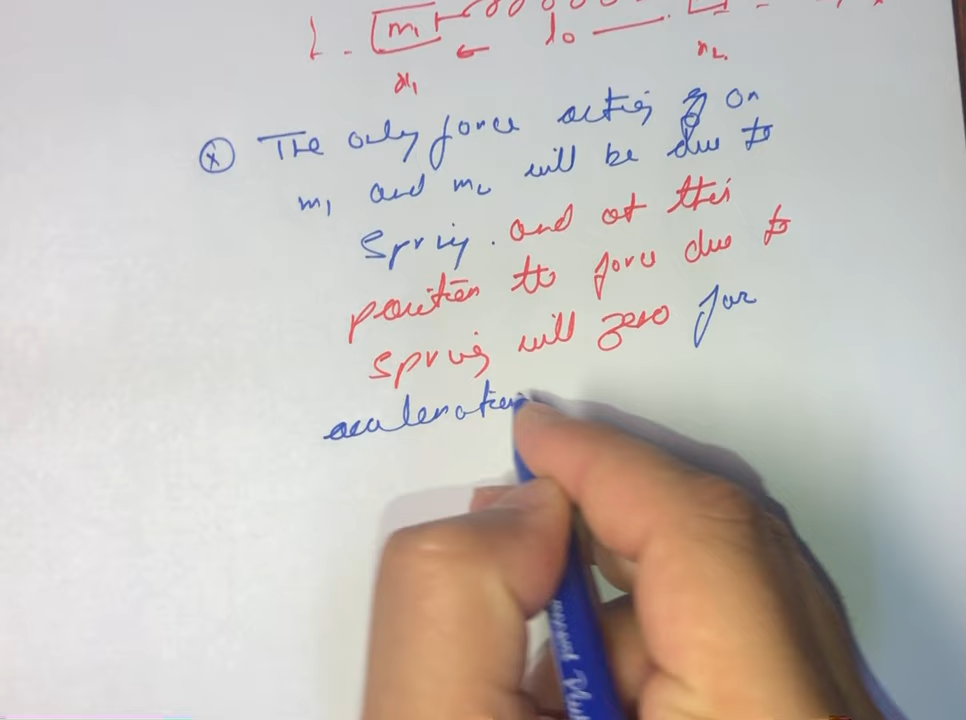 m₁ l₀
x₁ x₂
(x) The only force acting on
m₁ and m₂ will be due to
Spring. and at this
position the force due to
Spring will zero for
acceleration